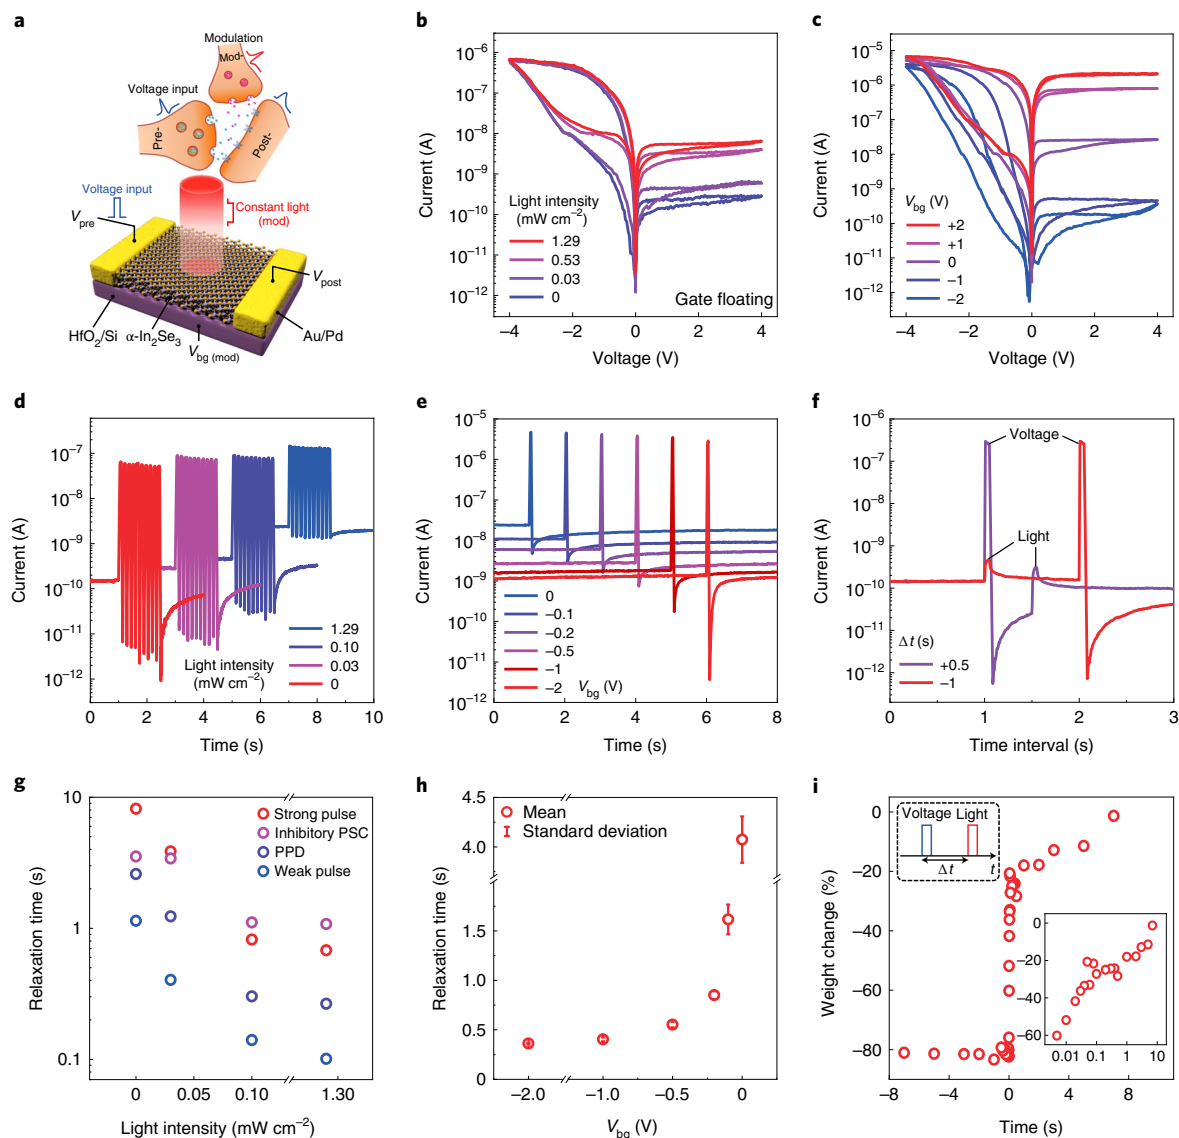 a
Modulation
Mod-
Voltage input
Pre-
Post-
Voltage input
Constant light
(mod)
V_pre
V_post
HfO₂/Si
α-In₂Se₃
V_bg (mod)
Au/Pd
b
Current (A)
10⁻⁶
10⁻⁷
10⁻⁸
10⁻⁹
10⁻¹⁰
10⁻¹¹
10⁻¹²
Light intensity
(mW cm⁻²)
1.29
0.53
0.03
0
Gate floating
−4 −2 0 2 4
Voltage (V)
c
Current (A)
10⁻⁵
10⁻⁶
10⁻⁷
10⁻⁸
10⁻⁹
10⁻¹⁰
10⁻¹¹
10⁻¹²
V_bg (V)
+2
+1
0
−1
−2
−4 −2 0 2 4
Voltage (V)
d
Current (A)
10⁻⁷
10⁻⁸
10⁻⁹
10⁻¹⁰
10⁻¹¹
10⁻¹²
Light intensity
(mW cm⁻²)
1.29
0.10
0.03
0
0 2 4 6 8 10
Time (s)
e
Current (A)
10⁻⁵
10⁻⁶
10⁻⁷
10⁻⁸
10⁻⁹
10⁻¹⁰
10⁻¹¹
10⁻¹²
0
−0.1
−0.2
−0.5
−1
−2
V_bg (V)
0 2 4 6 8
Time (s)
f
Current (A)
10⁻⁶
10⁻⁷
10⁻⁸
10⁻⁹
10⁻¹⁰
10⁻¹¹
10⁻¹²
Voltage
Light
Δt (s)
+0.5
−1
0 1 2 3
Time interval (s)
g
Relaxation time (s)
10
1
0.1
Strong pulse
Inhibitory PSC
PPD
Weak pulse
0 0.05 0.10 1.30
Light intensity (mW cm⁻²)
h
Relaxation time (s)
4.5
4.0
1.5
1.0
0.5
0
Mean
Standard deviation
−2.0 −1.0 −0.5 0
V_bg (V)
i
Weight change (%)
0
−20
−40
−60
−80
Voltage Light
Δt
t
0
−20
−40
−60
0.01 0.1 1 10
−8 −4 0 4 8
Time (s)